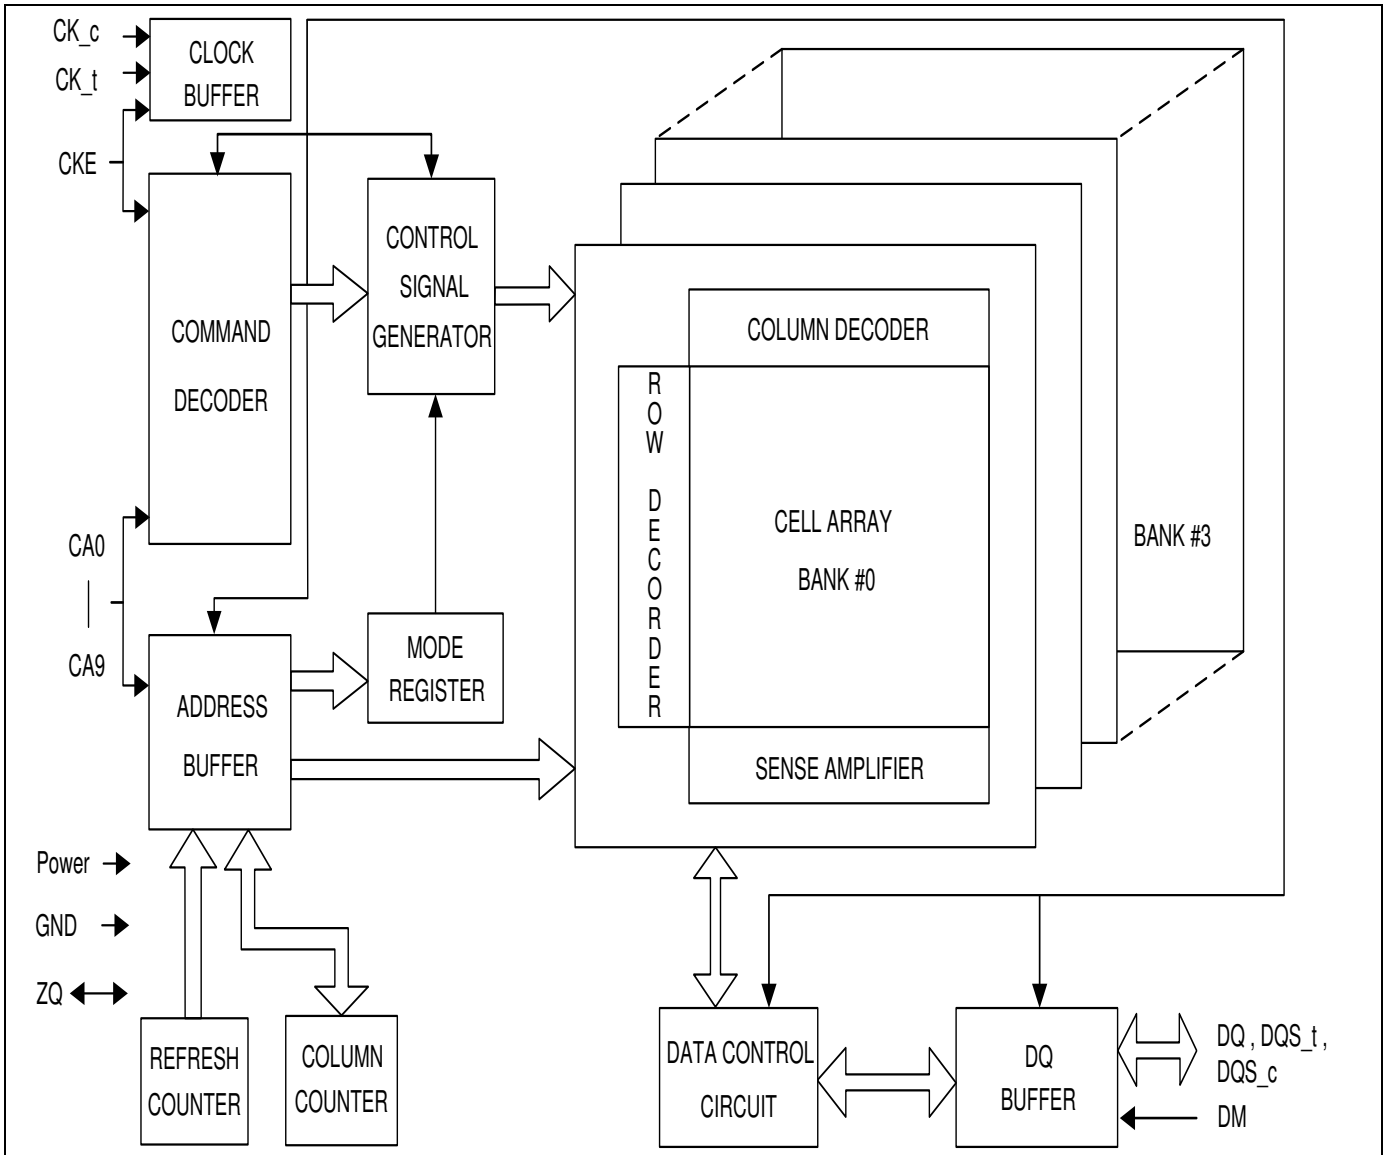 CK_c
CK_t
CKE
CLOCK
BUFFER
COMMAND
DECODER
CONTROL
SIGNAL
GENERATOR
COLUMN DECODER
ROW DECORDER
CELL ARRAY
BANK #0
SENSE AMPLIFIER
BANK #3
CA0
CA9
ADDRESS
BUFFER
MODE
REGISTER
Power
GND
ZQ
REFRESH
COUNTER
COLUMN
COUNTER
DATA CONTROL
CIRCUIT
DQ
BUFFER
DQ , DQS_t ,
DQS_c
DM